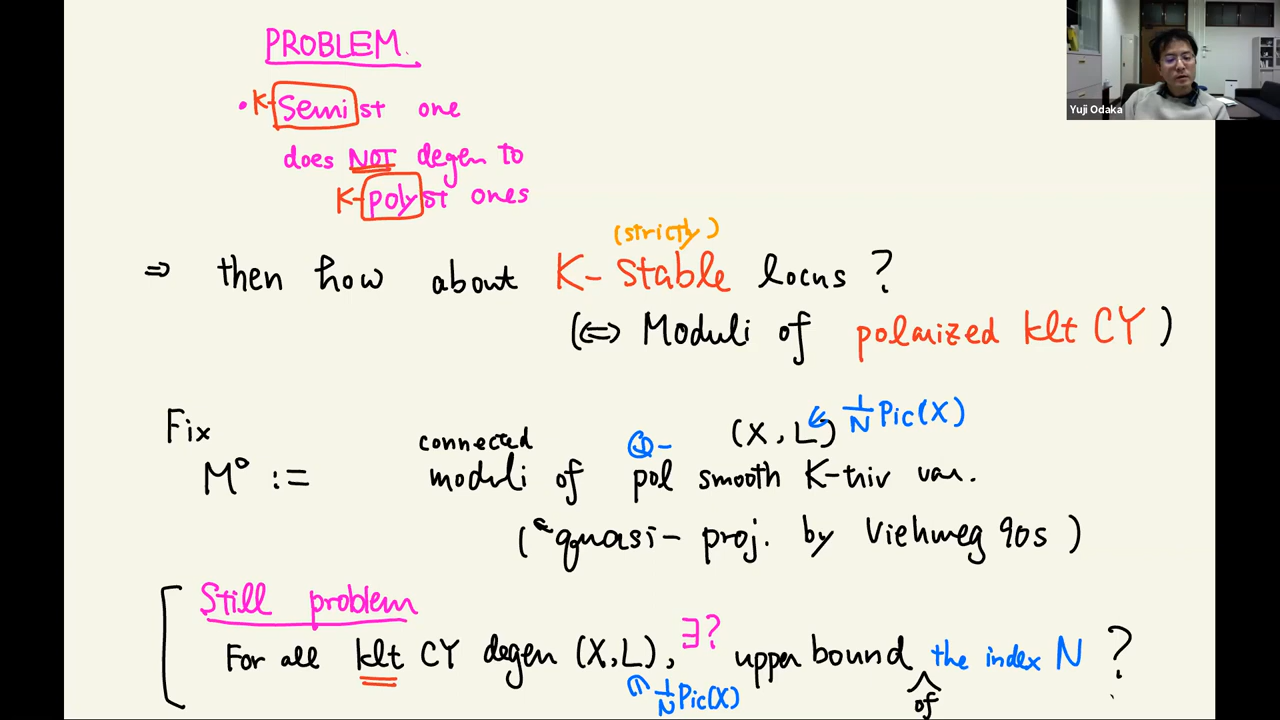 PROBLEM.
• K-Semist one
does NOT degen to
K-polyst ones
(strictly)
⇒ then how about K-stable locus?
(⇔ Moduli of polarized klt CY)
Fix
(X, L) ∈ 1/N Pic(X)
connected Q-
M° := moduli of pol smooth K-triv var.
(quasi-proj. by Viehweg 90s)
Still problem
For all klt CY degen (X, L), ∃? upper bound of the index N ?
∈ 1/N Pic(X)
Yuji Odaka